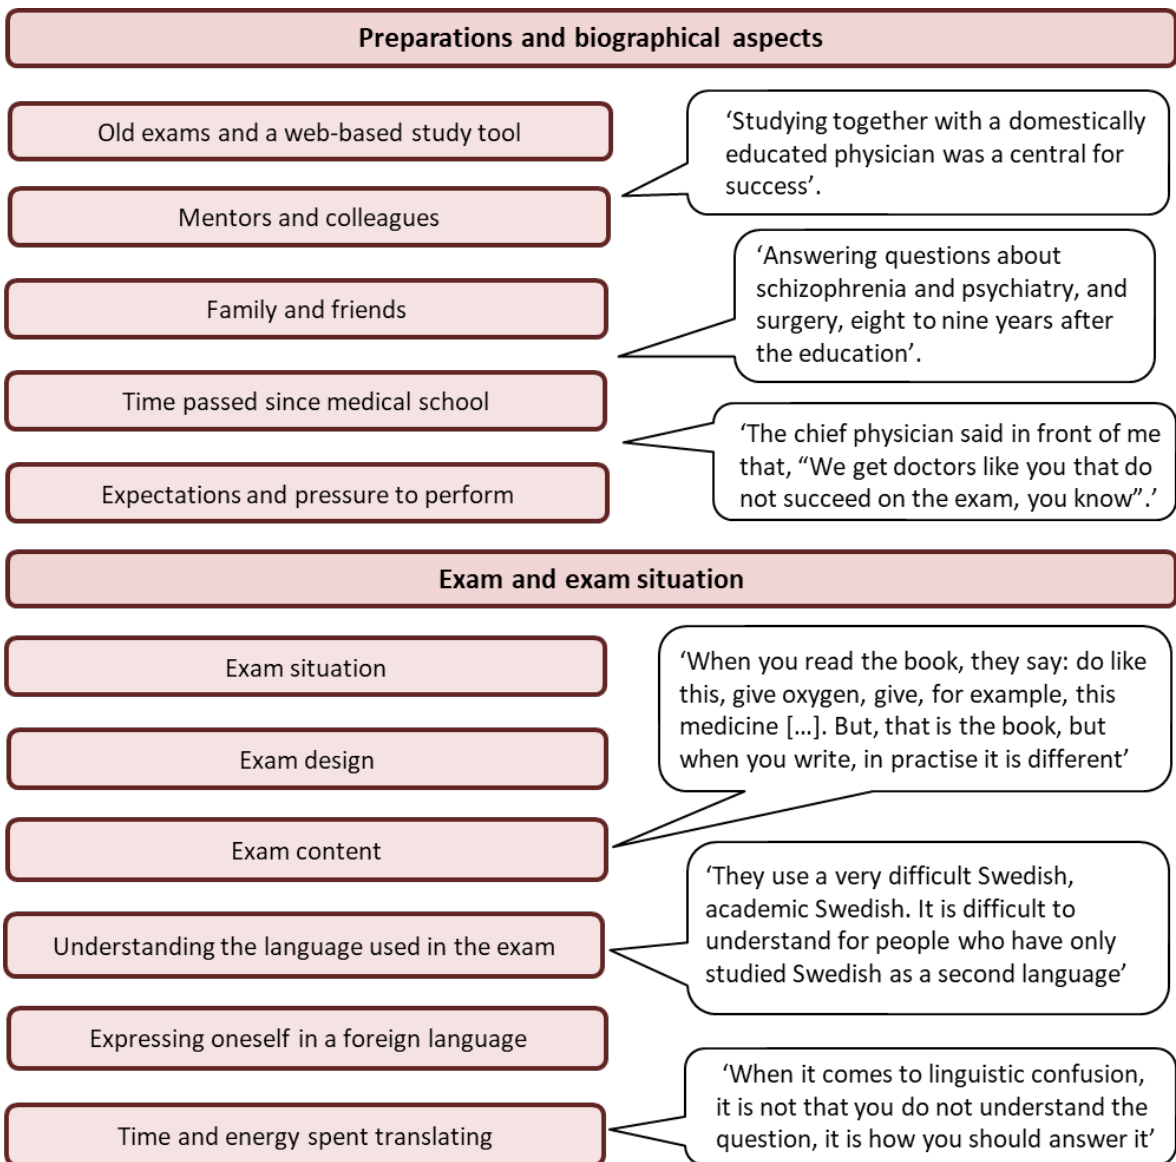 Preparations and biographical aspects
Old exams and a web-based study tool
‘Studying together with a domestically
educated physician was a central for
success’.
Mentors and colleagues
‘Answering questions about
schizophrenia and psychiatry, and
surgery, eight to nine years after
the education’.
Family and friends
Time passed since medical school
‘The chief physician said in front of me
that, “We get doctors like you that do
not succeed on the exam, you know”.’
Expectations and pressure to perform
Exam and exam situation
Exam situation
‘When you read the book, they say: do like
this, give oxygen, give, for example, this
medicine [...]. But, that is the book, but
when you write, in practise it is different’
Exam design
Exam content
‘They use a very difficult Swedish,
academic Swedish. It is difficult to
understand for people who have only
studied Swedish as a second language’
Understanding the language used in the exam
Expressing oneself in a foreign language
‘When it comes to linguistic confusion,
it is not that you do not understand the
question, it is how you should answer it’
Time and energy spent translating